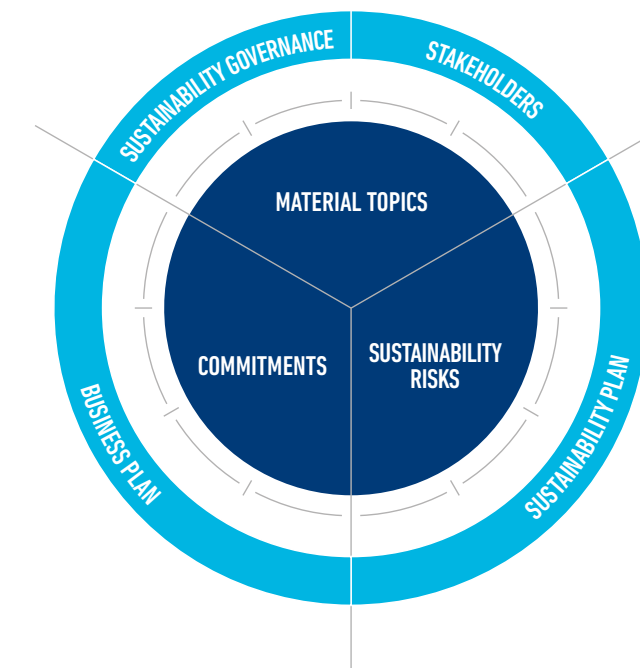 SUSTAINABILITY GOVERNANCE
STAKEHOLDERS
MATERIAL TOPICS
COMMITMENTS
SUSTAINABILITY
RISKS
BUSINESS PLAN
SUSTAINABILITY PLAN